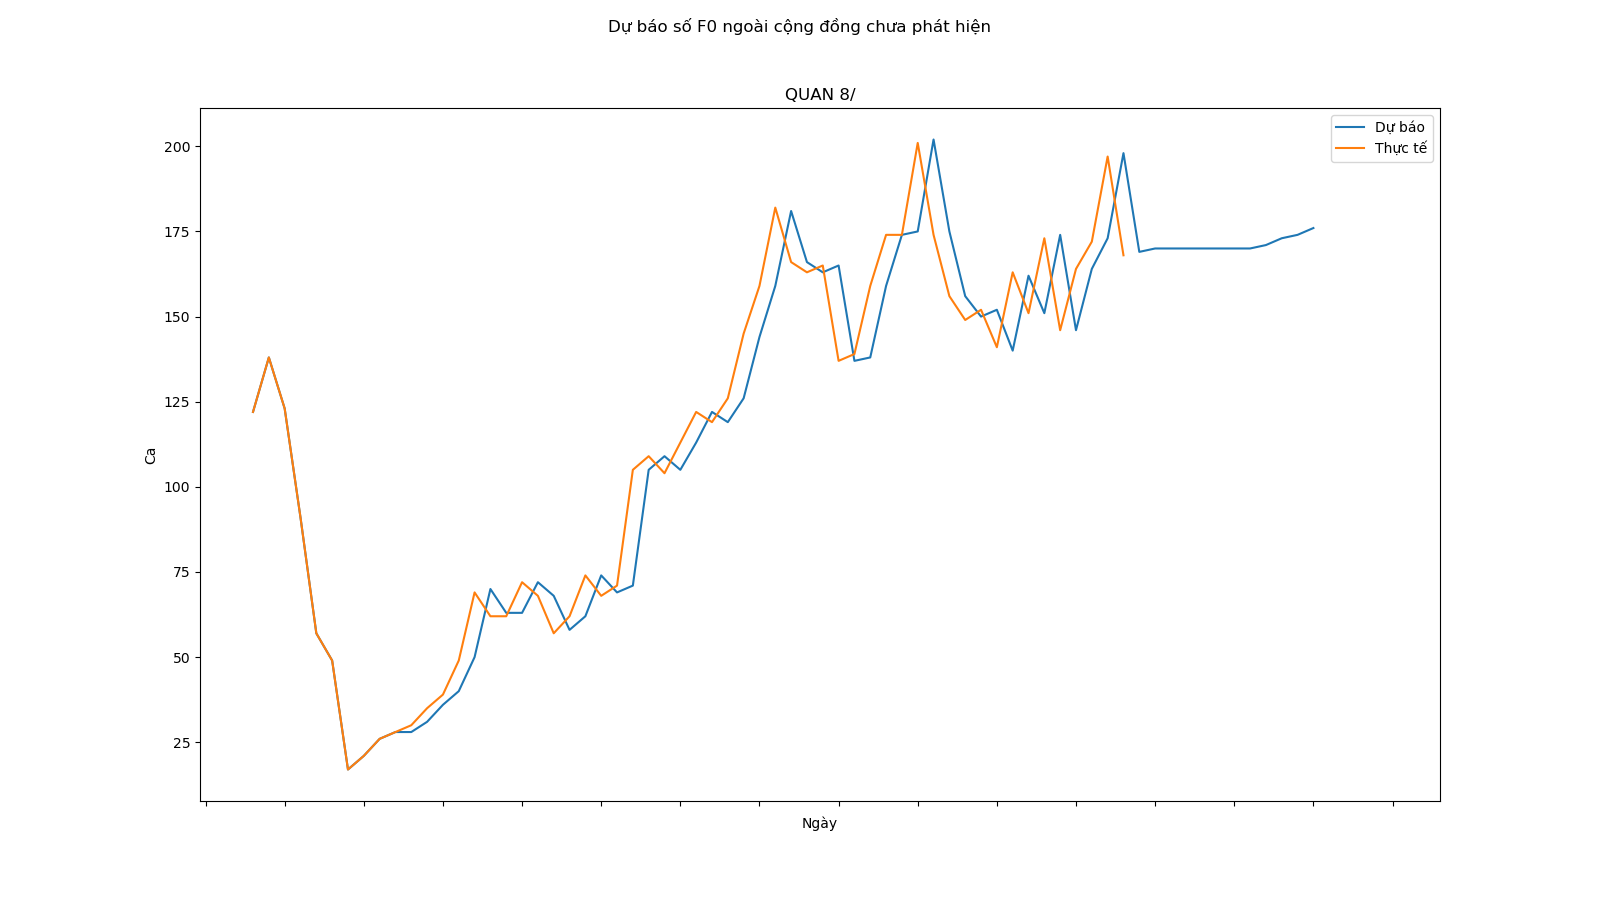 Dự báo số F0 ngoài cộng đồng chưa phát hiện
QUAN 8/
Dự báo
Thực tế
200
175
150
125
100
75
50
25
Ca
Ngày